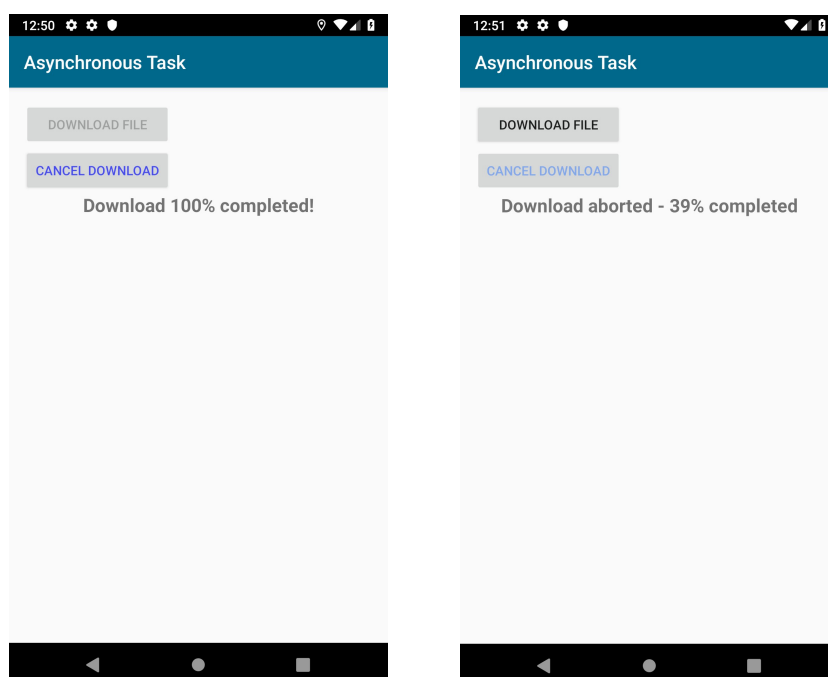 12:50
Asynchronous Task
DOWNLOAD FILE
CANCEL DOWNLOAD
Download 100% completed!
12:51
Asynchronous Task
DOWNLOAD FILE
CANCEL DOWNLOAD
Download aborted - 39% completed